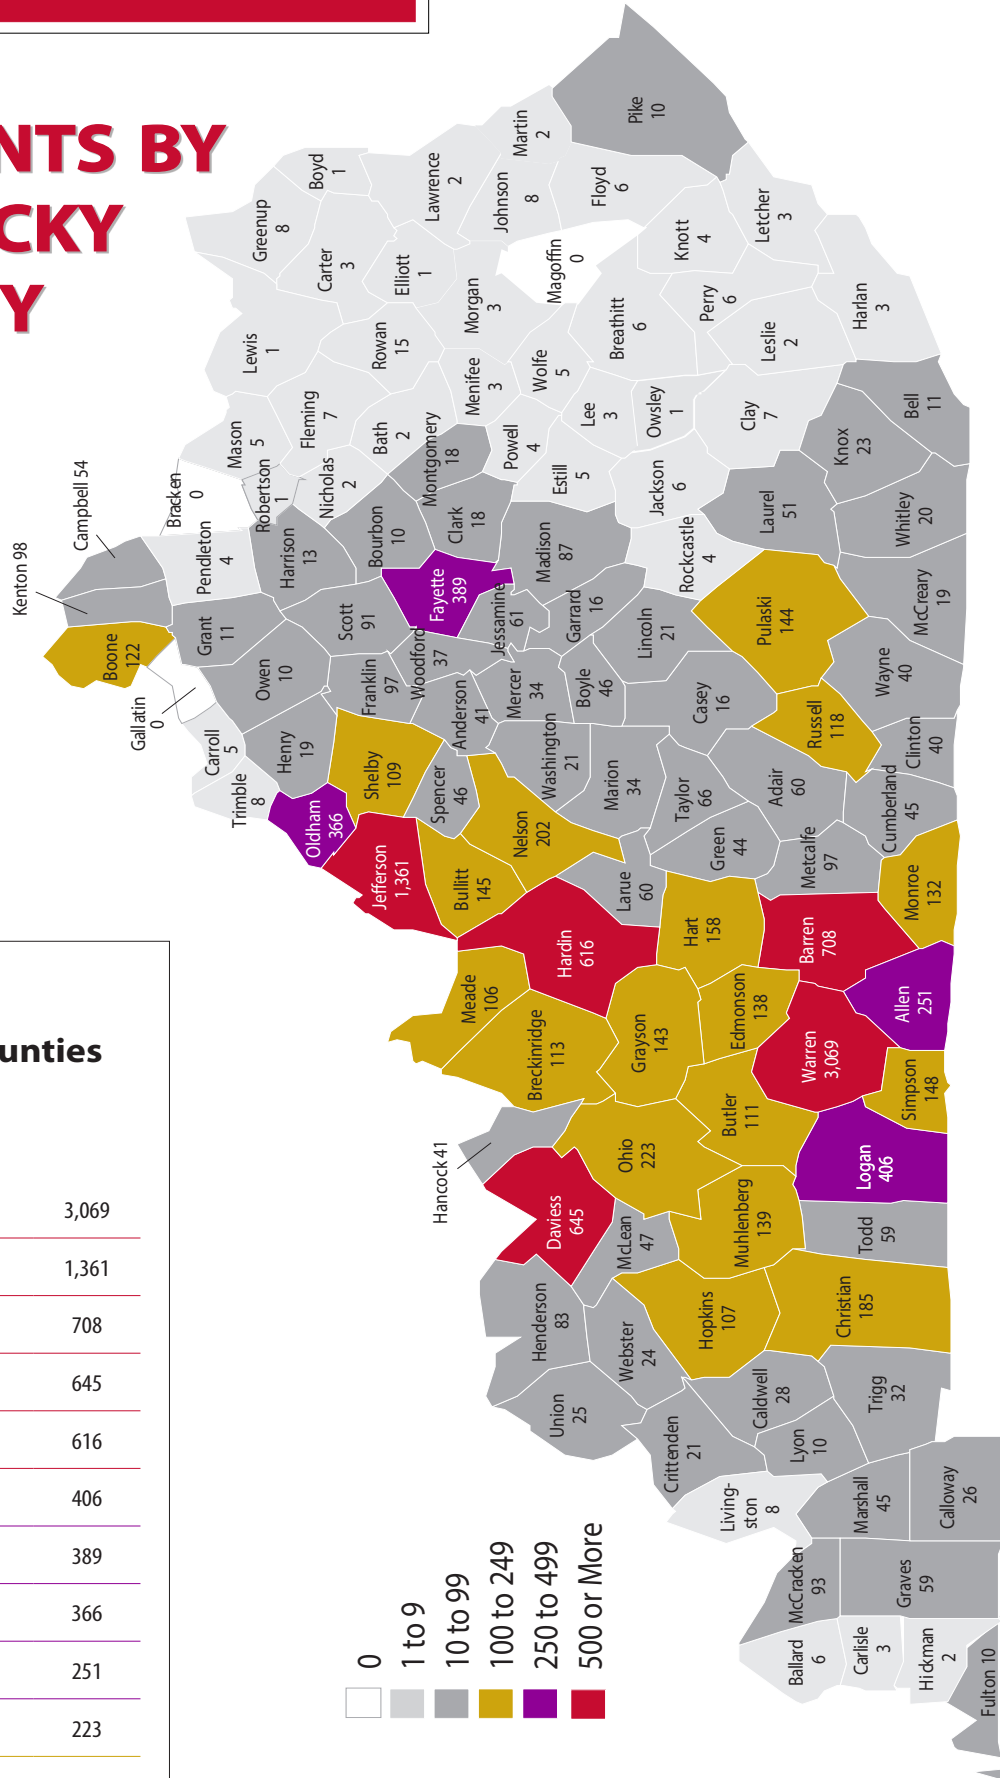 NTS BY
CKY
Y
unties
3,069
1,361
708
645
616
406
389
366
251
223
0
1 to 9
10 to 99
100 to 249
250 to 499
500 or More
Kenton 98
Campbell 54
Boone
122
Gallatin
0
Bracken
0
Pendleton
4
Grant
11
Carroll
5
Trimble
8
Owen
10
Henry
19
Oldham
366
Shelby
109
Jefferson
1,361
Spencer
46
Bullitt
145
Nelson
202
Franklin
97
Scott
91
Harrison
13
Robertson
1
Mason
5
Lewis
1
Greenup
8
Boyd
1
Carter
3
Lawrence
2
Elliott
1
Rowan
15
Fleming
7
Nicholas
2
Bath
2
Bourbon
10
Montgomery
18
Clark
18
Fayette
389
Woodford
37
Anderson
41
Mercer
34
Jessamine
61
Madison
87
Garrard
16
Boyle
46
Washington
21
Marion
34
Lincoln
21
Casey
16
Taylor
66
Green
44
Larue
60
Hardin
616
Hart
158
Meade
106
Breckinridge
113
Grayson
143
Hancock 41
Daviess
645
Ohio
223
McLean
47
Henderson
83
Union
25
Webster
24
Hopkins
107
Muhlenberg
139
Butler
111
Edmonson
138
Warren
3,069
Barren
708
Metcalfe
97
Adair
60
Russell
118
Pulaski
144
Rockcastle
4
Laurel
51
Jackson
6
Estill
5
Powell
4
Menifee
3
Morgan
3
Wolfe
5
Lee
3
Owsley
1
Clay
7
Breathitt
6
Magoffin
0
Johnson
8
Martin
2
Floyd
6
Pike
10
Knott
4
Letcher
3
Perry
6
Leslie
2
Harlan
3
Bell
11
Knox
23
Whitley
20
McCreary
19
Wayne
40
Clinton
40
Cumberland
45
Monroe
132
Allen
251
Simpson
148
Logan
406
Todd
59
Christian
185
Trigg
32
Caldwell
28
Lyon
10
Crittenden
21
Living-
ston
8
Marshall
45
Calloway
26
McCracken
93
Graves
59
Ballard
6
Carlisle
3
Hickman
2
Fulton 10